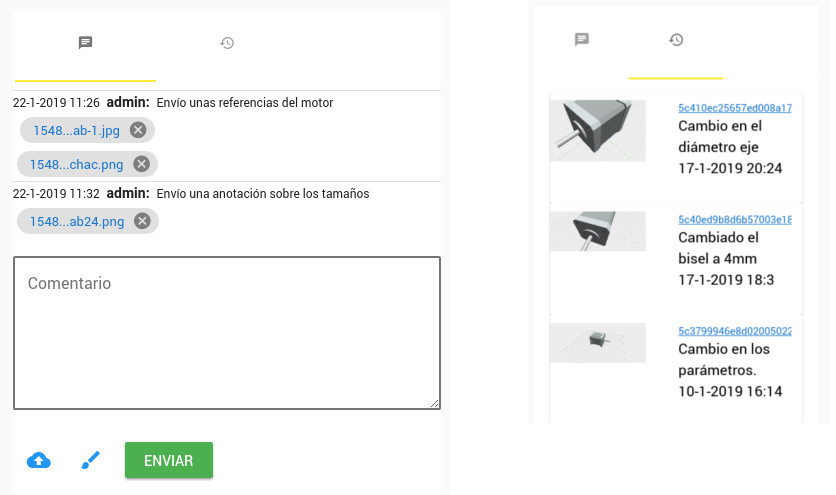 22-1-2019 11:26 admin: Envío unas referencias del motor
1548...ab-1.jpg
1548...chac.png
22-1-2019 11:32 admin: Envío una anotación sobre los tamaños
1548...ab24.png
Comentario
ENVIAR
5c410ec25657ed008a17
Cambio en el
diámetro eje
17-1-2019 20:24
5c40ed9b8d6b57003e18
Cambiado el
bisel a 4mm
17-1-2019 18:3
5c3799946e8d02005022
Cambio en los
parámetros.
10-1-2019 16:14